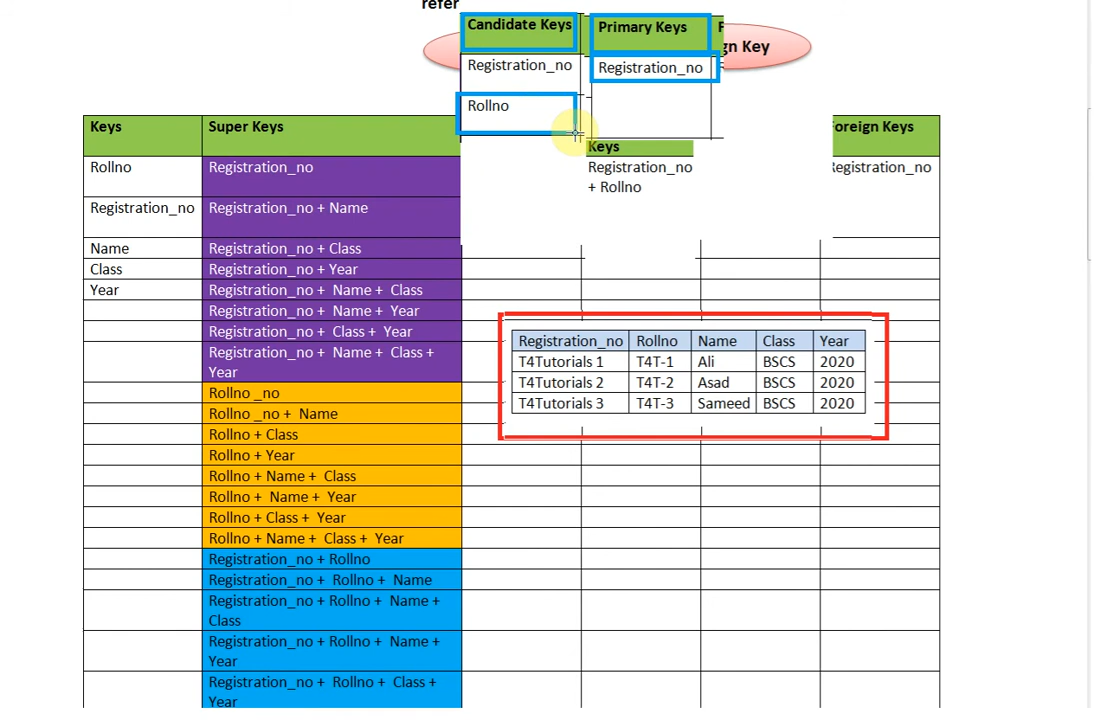 refer
Candidate Keys
Primary Keys
F
gn Key
Registration_no
Registration_no
Rollno
Keys
Super Keys
Foreign Keys
Keys
Rollno
Registration_no
Registration_no
+ Rollno
Registration_no
Registration_no
Registration_no + Name
Name
Registration_no + Class
Class
Registration_no + Year
Year
Registration_no + Name + Class
Registration_no + Name + Year
Registration_no + Class + Year
Registration_no + Name + Class +
Year
Rollno _no
Rollno _no + Name
Rollno + Class
Rollno + Year
Rollno + Name + Class
Rollno + Name + Year
Rollno + Class + Year
Rollno + Name + Class + Year
Registration_no + Rollno
Registration_no + Rollno + Name
Registration_no + Rollno + Name +
Class
Registration_no + Rollno + Name +
Year
Registration_no + Rollno + Class +
Year
Registration_no Rollno Name Class Year
T4Tutorials 1 T4T-1 Ali BSCS 2020
T4Tutorials 2 T4T-2 Asad BSCS 2020
T4Tutorials 3 T4T-3 Sameed BSCS 2020